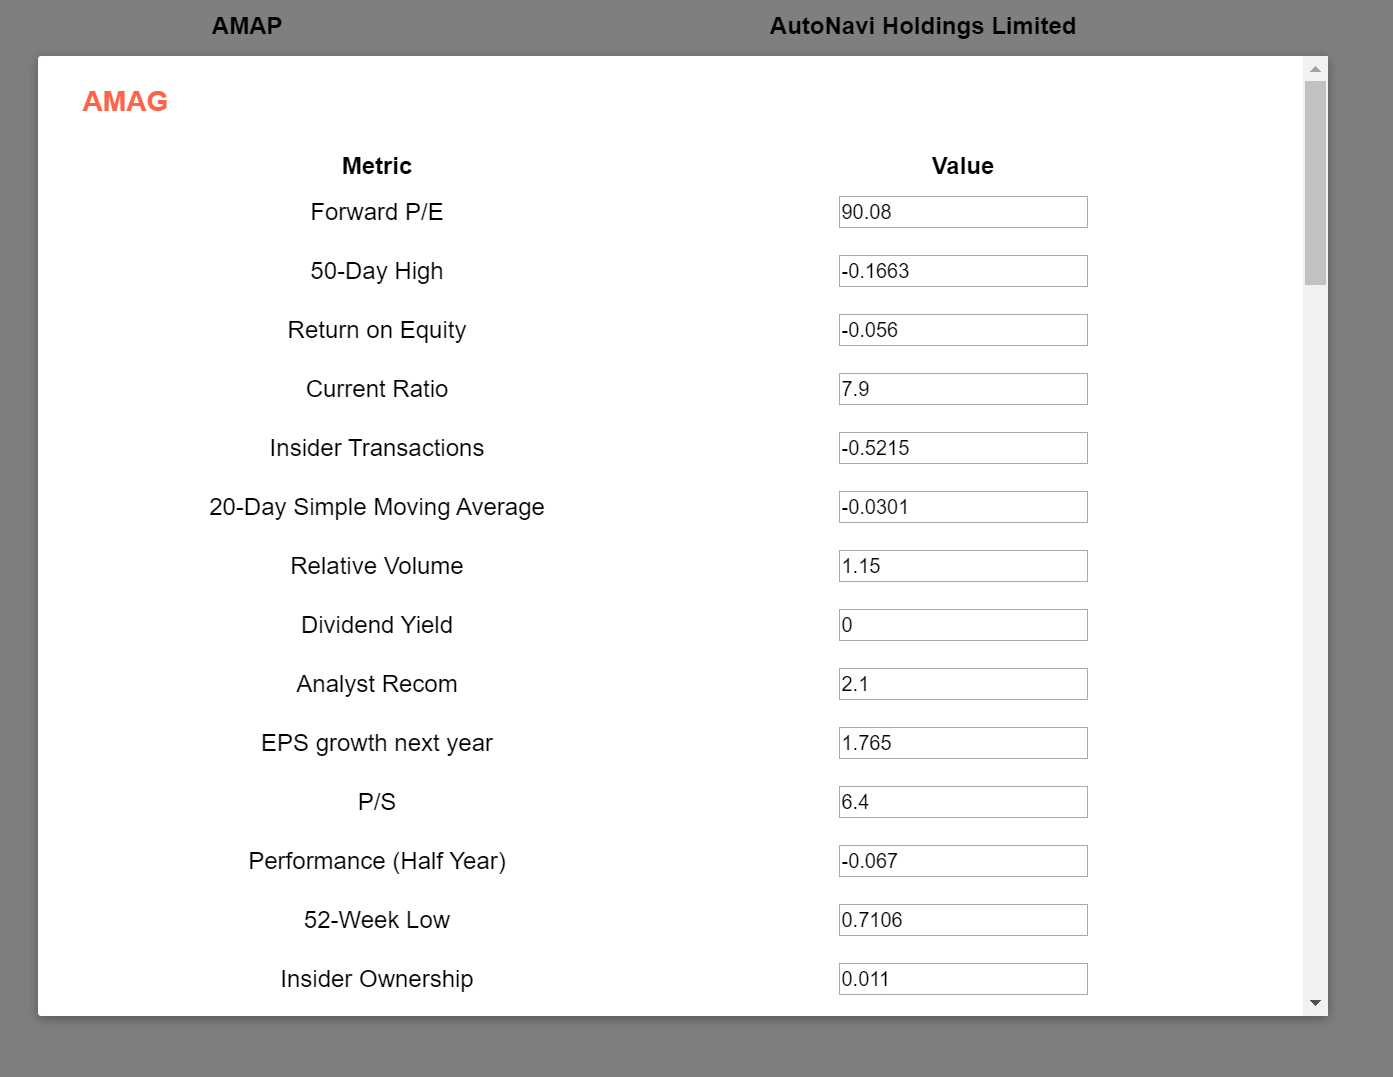 AMAP AutoNavi Holdings Limited
AMAG
Metric Value
Forward P/E 90.08
50-Day High -0.1663
Return on Equity -0.056
Current Ratio 7.9
Insider Transactions -0.5215
20-Day Simple Moving Average -0.0301
Relative Volume 1.15
Dividend Yield 0
Analyst Recom 2.1
EPS growth next year 1.765
P/S 6.4
Performance (Half Year) -0.067
52-Week Low 0.7106
Insider Ownership 0.011